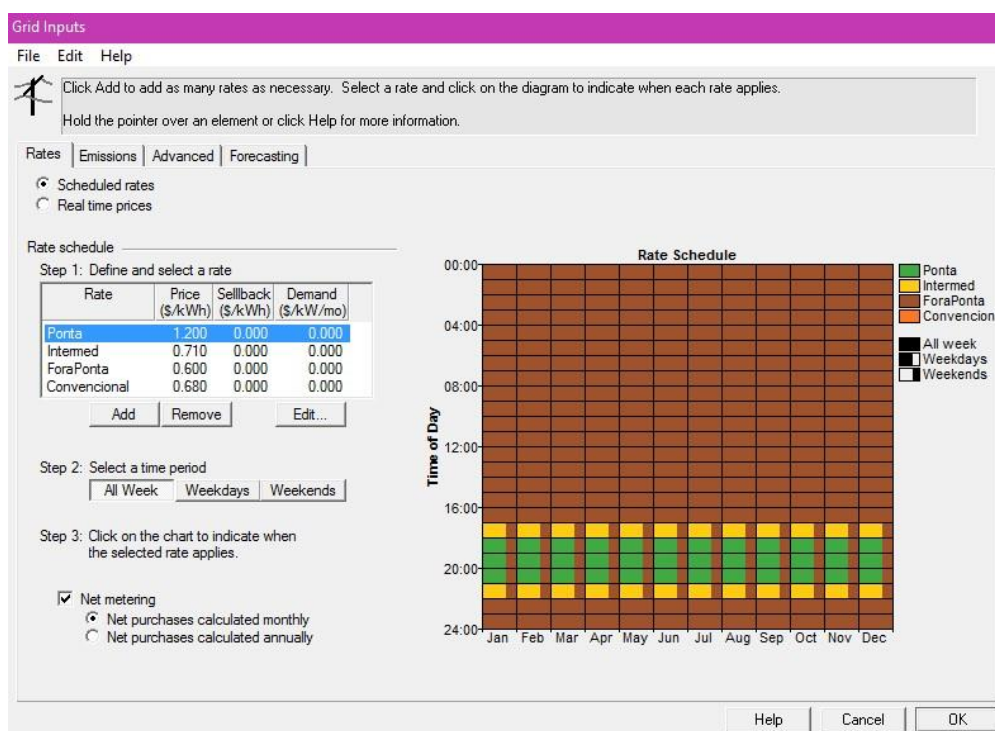 Grid Inputs
File Edit Help
Click Add to add as many rates as necessary. Select a rate and click on the diagram to indicate when each rate applies.
Hold the pointer over an element or click Help for more information.
Rates Emissions Advanced Forecasting
Scheduled rates
Real time prices
Rate schedule
Step 1: Define and select a rate
Rate Price Sellback Demand
($/kWh) ($/kWh) ($/kW/mo)
Ponta 1.200 0.000 0.000
Intermed 0.710 0.000 0.000
ForaPonta 0.600 0.000 0.000
Convencional 0.680 0.000 0.000
Add Remove Edit...
Step 2: Select a time period
All Week Weekdays Weekends
Step 3: Click on the chart to indicate when
the selected rate applies.
Net metering
Net purchases calculated monthly
Net purchases calculated annually
Rate Schedule
Time of Day
00:00
04:00
08:00
12:00
16:00
20:00
24:00
Jan Feb Mar Apr May Jun Jul Aug Sep Oct Nov Dec
Ponta
Intermed
ForaPonta
Convencion
All week
Weekdays
Weekends
Help Cancel OK